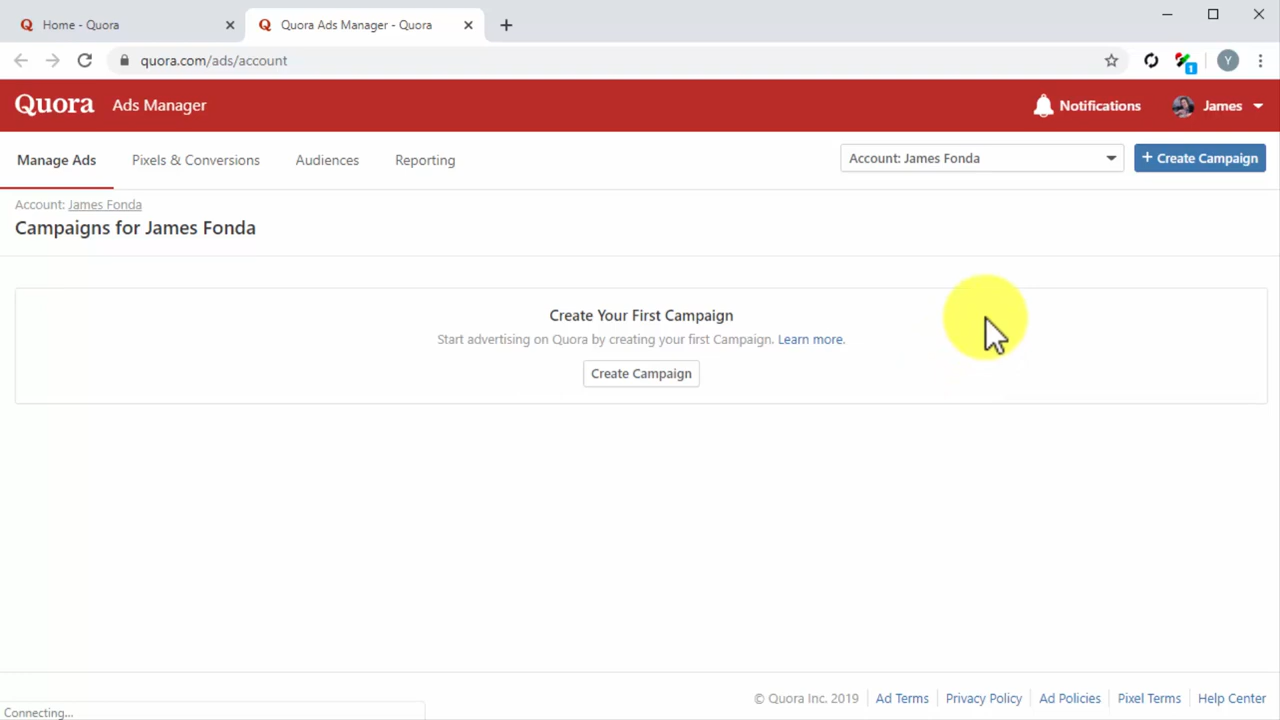 Home - Quora
Quora Ads Manager - Quora
quora.com/ads/account
1
Y
Quora Ads Manager
Notifications
James
Manage Ads
Pixels & Conversions
Audiences
Reporting
Account: James Fonda
+ Create Campaign
Account: James Fonda
Campaigns for James Fonda
Create Your First Campaign
Start advertising on Quora by creating your first Campaign. Learn more.
Create Campaign
© Quora Inc. 2019
Ad Terms
Privacy Policy
Ad Policies
Pixel Terms
Help Center
Connecting...